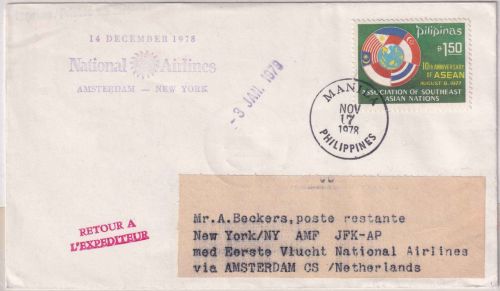 14 DECEMBER 1978
National Airlines
AMSTERDAM — NEW YORK
-3 JAN. 1979
Pilipinas
₱1.50
10th ANNIVERSARY
OF ASEAN
AUGUST 8, 1977
ASSOCIATION OF SOUTHEAST
ASIAN NATIONS
MANILA
NOV
17
1978
PHILIPPINES
RETOUR A
L'EXPEDITEUR
Mr.A.Beckers,poste restante
New York/NY AMF JFK-AP
med Eerste Vlucht National Airlines
via AMSTERDAM CS /Netherlands